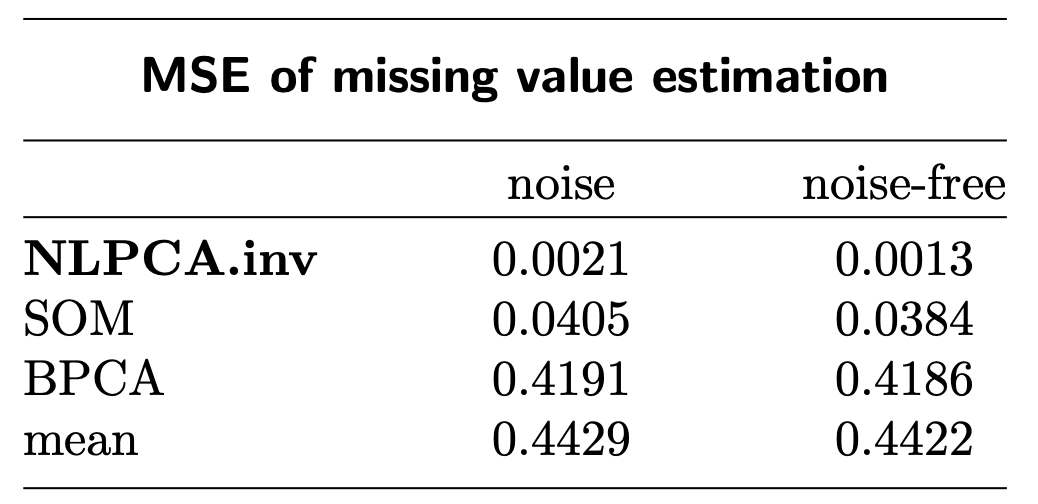 MSE of missing value estimation
noise noise-free
NLPCA.inv 0.0021 0.0013
SOM 0.0405 0.0384
BPCA 0.4191 0.4186
mean 0.4429 0.4422